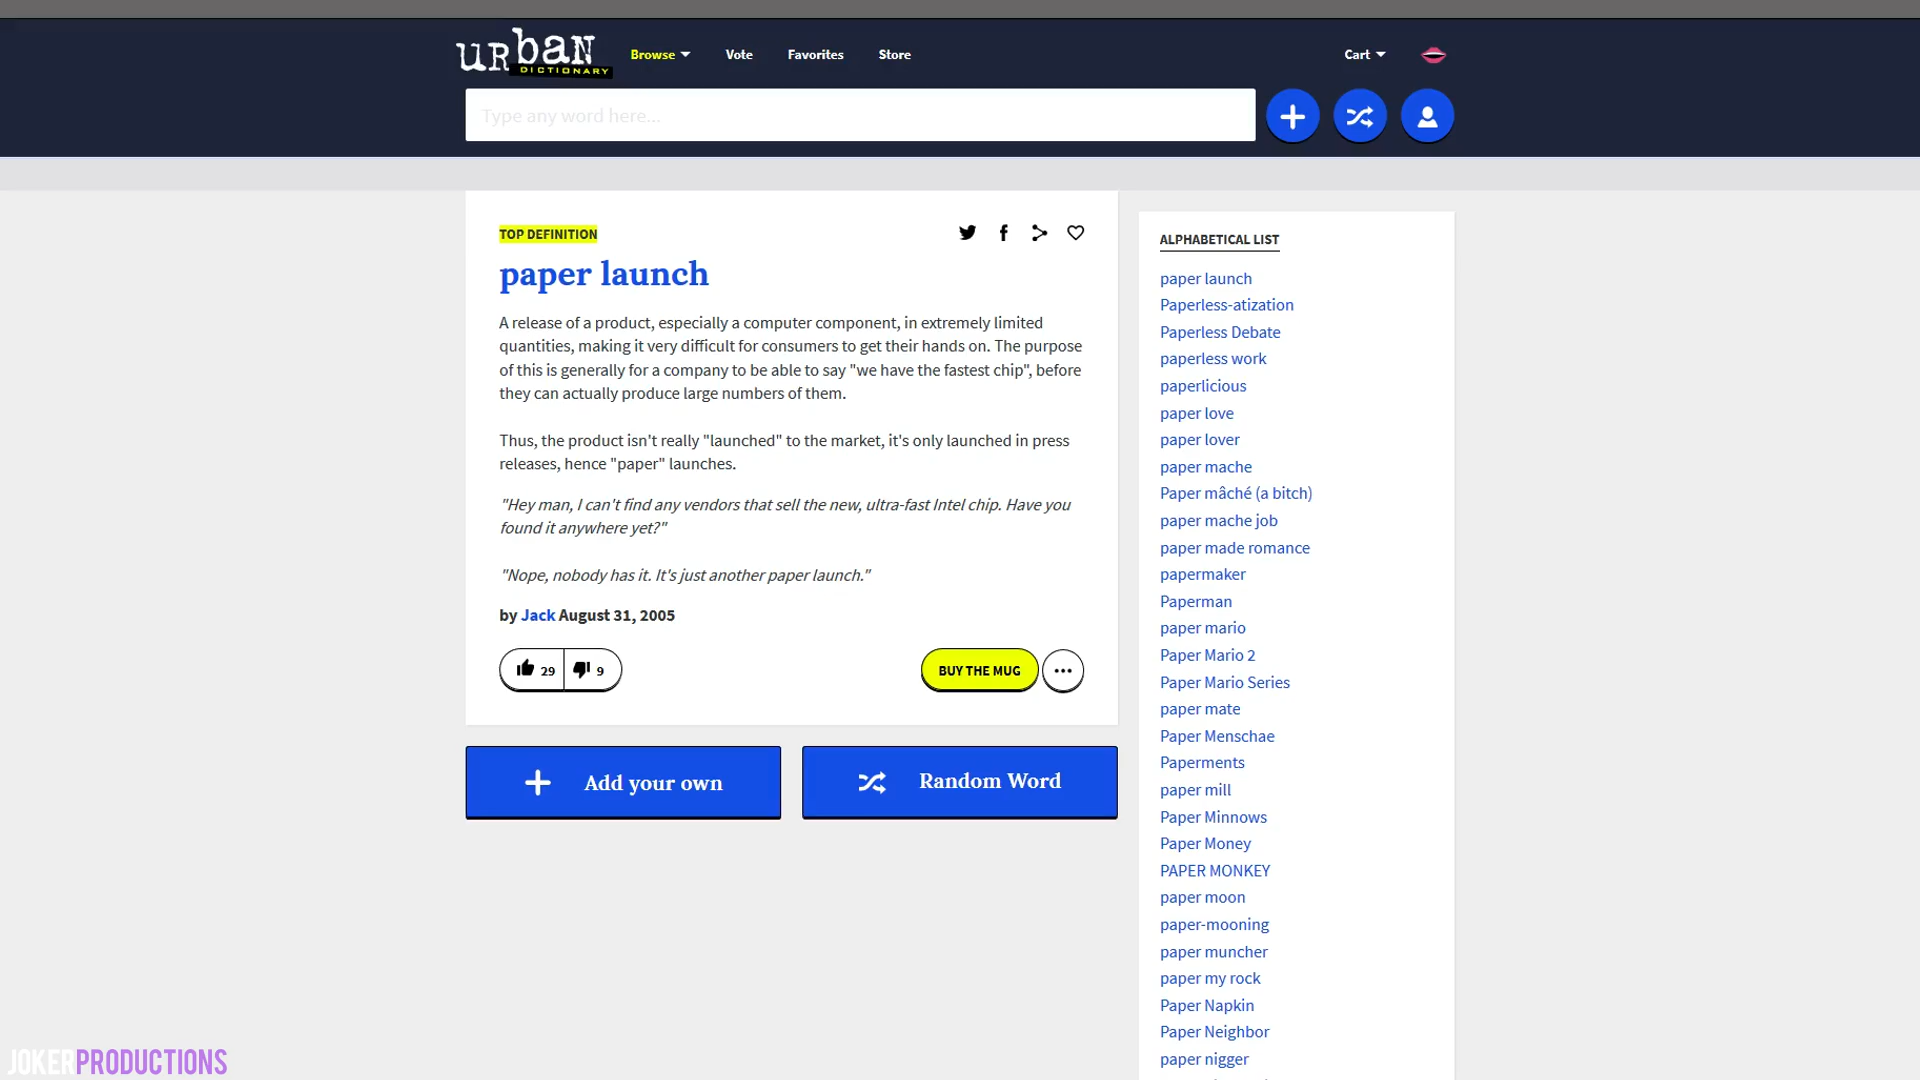 urban
DICTIONARY
Browse
Vote
Favorites
Store
Cart
Type any word here...
TOP DEFINITION
paper launch
A release of a product, especially a computer component, in extremely limited
quantities, making it very difficult for consumers to get their hands on. The purpose
of this is generally for a company to be able to say "we have the fastest chip", before
they can actually produce large numbers of them.
Thus, the product isn't really "launched" to the market, it's only launched in press
releases, hence "paper" launches.
"Hey man, I can't find any vendors that sell the new, ultra-fast Intel chip. Have you
found it anywhere yet?"
"Nope, nobody has it. It's just another paper launch."
by Jack August 31, 2005
29
9
BUY THE MUG
Add your own
Random Word
ALPHABETICAL LIST
paper launch
Paperless-atization
Paperless Debate
paperless work
paperlicious
paper love
paper lover
paper mache
Paper mâché (a bitch)
paper mache job
paper made romance
papermaker
Paperman
paper mario
Paper Mario 2
Paper Mario Series
paper mate
Paper Menschae
Paperments
paper mill
Paper Minnows
Paper Money
PAPER MONKEY
paper moon
paper-mooning
paper muncher
paper my rock
Paper Napkin
Paper Neighbor
paper nigger
JOKERPRODUCTIONS